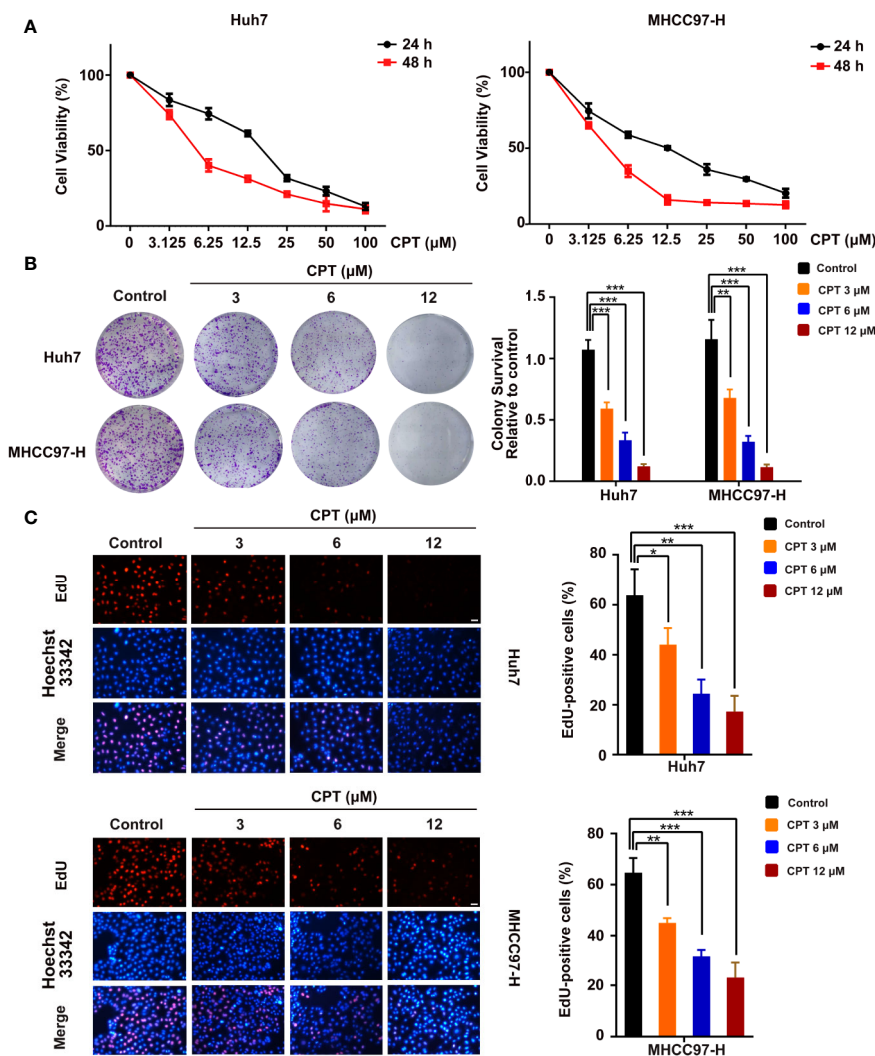 A
Huh7
24 h
48 h
Cell Viability (%)
100
50
0
0 3.125 6.25 12.5 25 50 100 CPT (μM)
MHCC97-H
24 h
48 h
Cell Viability (%)
100
50
0
0 3.125 6.25 12.5 25 50 100 CPT (μM)
B
CPT (μM)
Control 3 6 12
Huh7
MHCC97-H
Control
CPT 3 μM
CPT 6 μM
CPT 12 μM
Colony Survival
Relative to control
1.5
1.0
0.5
0.0
***
***
***
***
***
**
Huh7 MHCC97-H
C
CPT (μM)
Control 3 6 12
EdU
Hoechst
33342
Merge
Huh7
Control
CPT 3 μM
CPT 6 μM
CPT 12 μM
EdU-positive cells (%)
80
60
40
20
0
***
**
*
Huh7
CPT (μM)
Control 3 6 12
EdU
Hoechst
33342
Merge
MHCC97-H
Control
CPT 3 μM
CPT 6 μM
CPT 12 μM
EdU-positive cells (%)
80
60
40
20
0
***
***
**
MHCC97-H